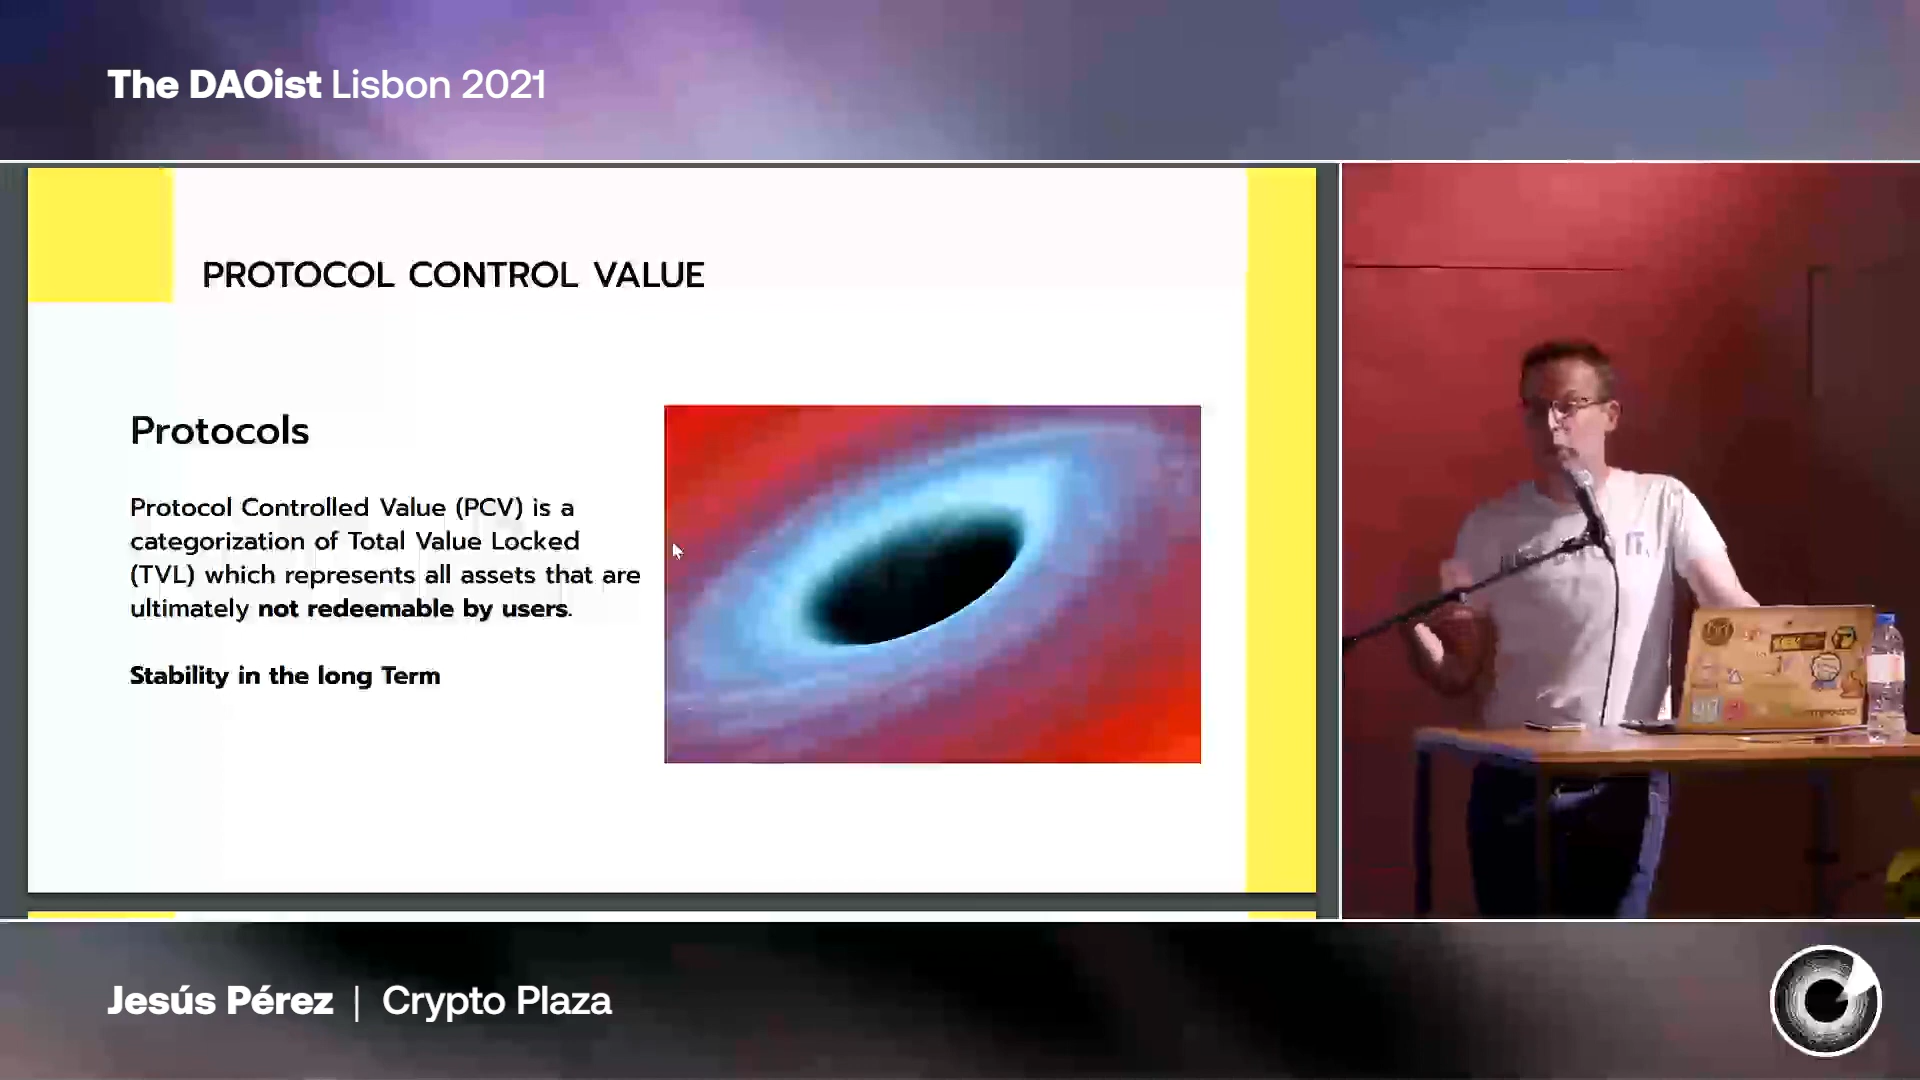 The DAOist Lisbon 2021
PROTOCOL CONTROL VALUE
Protocols
Protocol Controlled Value (PCV) is a
categorization of Total Value Locked
(TVL) which represents all assets that are
ultimately not redeemable by users.
Stability in the long Term
Jesús Pérez | Crypto Plaza